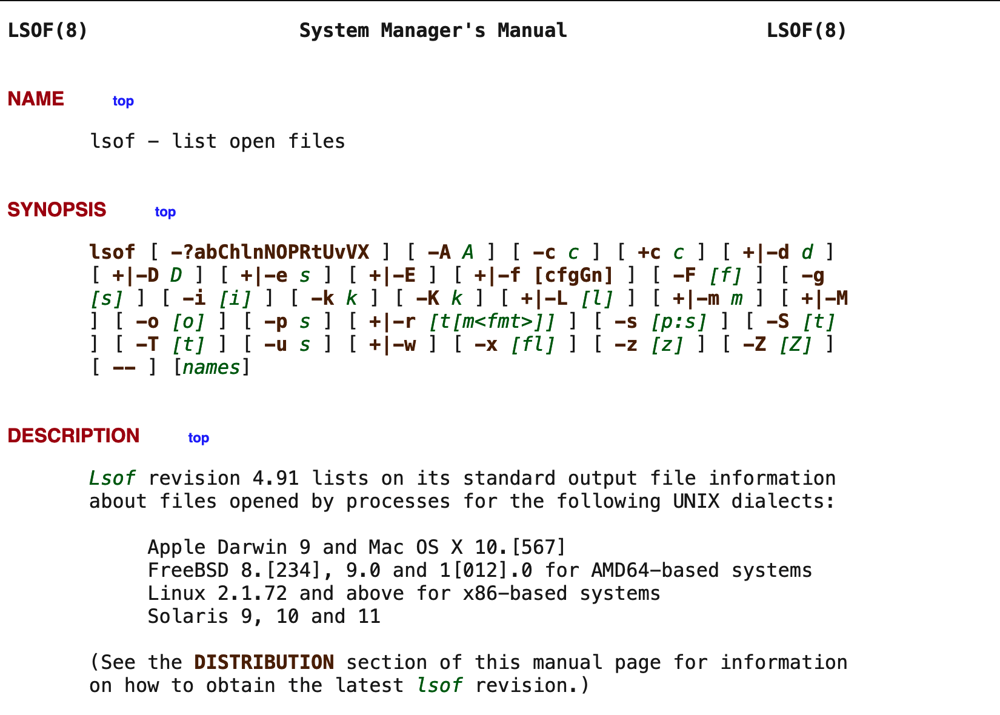 LSOF(8) System Manager's Manual LSOF(8)
NAME top
lsof − list open files
SYNOPSIS top
lsof [ −?abChlnNOPRtUvVX ] [ −A A ] [ −c c ] [ +c c ] [ +|−d d ]
[ +|−D D ] [ +|−e s ] [ +|−E ] [ +|−f [cfgGn] ] [ −F [f] ] [ −g
[s] ] [ −i [i] ] [ −k k ] [ −K k ] [ +|−L [l] ] [ +|−m m ] [ +|−M
] [ −o [o] ] [ −p s ] [ +|−r [t[m<fmt>]] ] [ −s [p:s] ] [ −S [t]
] [ −T [t] ] [ −u s ] [ +|−w ] [ −x [fl] ] [ −z [z] ] [ −Z [Z] ]
[ −− ] [names]
DESCRIPTION top
Lsof revision 4.91 lists on its standard output file information
about files opened by processes for the following UNIX dialects:
Apple Darwin 9 and Mac OS X 10.[567]
FreeBSD 8.[234], 9.0 and 1[012].0 for AMD64−based systems
Linux 2.1.72 and above for x86−based systems
Solaris 9, 10 and 11
(See the DISTRIBUTION section of this manual page for information
on how to obtain the latest lsof revision.)